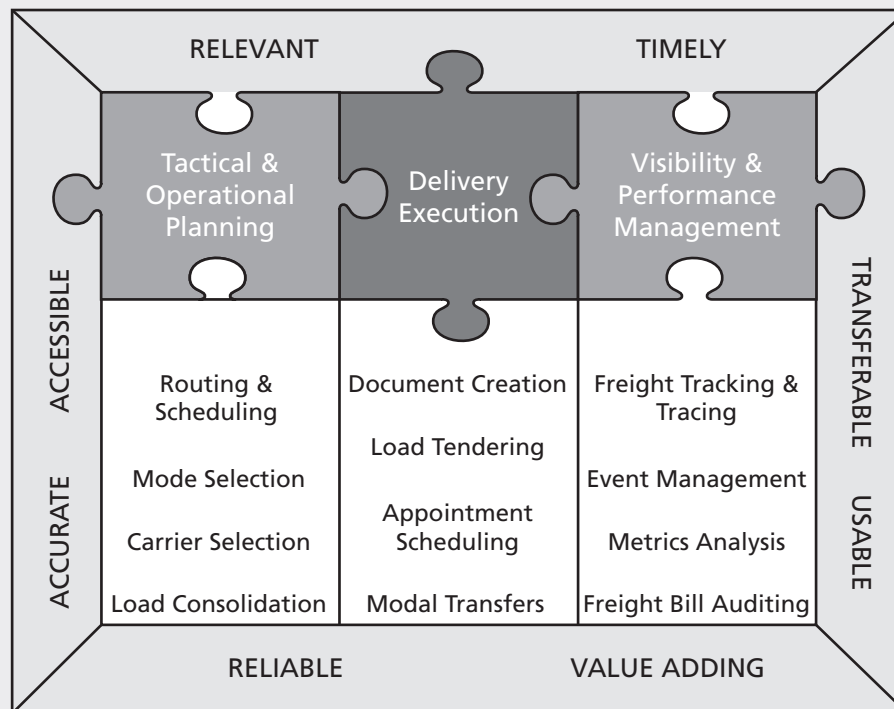 RELEVANT
TIMELY
Tactical &
Operational
Planning
Delivery
Execution
Visibility &
Performance
Management
ACCESSIBLE
ACCURATE
Routing &
Scheduling
Mode Selection
Carrier Selection
Load Consolidation
Document Creation
Load Tendering
Appointment
Scheduling
Modal Transfers
Freight Tracking &
Tracing
Event Management
Metrics Analysis
Freight Bill Auditing
TRANSFERABLE
USABLE
RELIABLE
VALUE ADDING